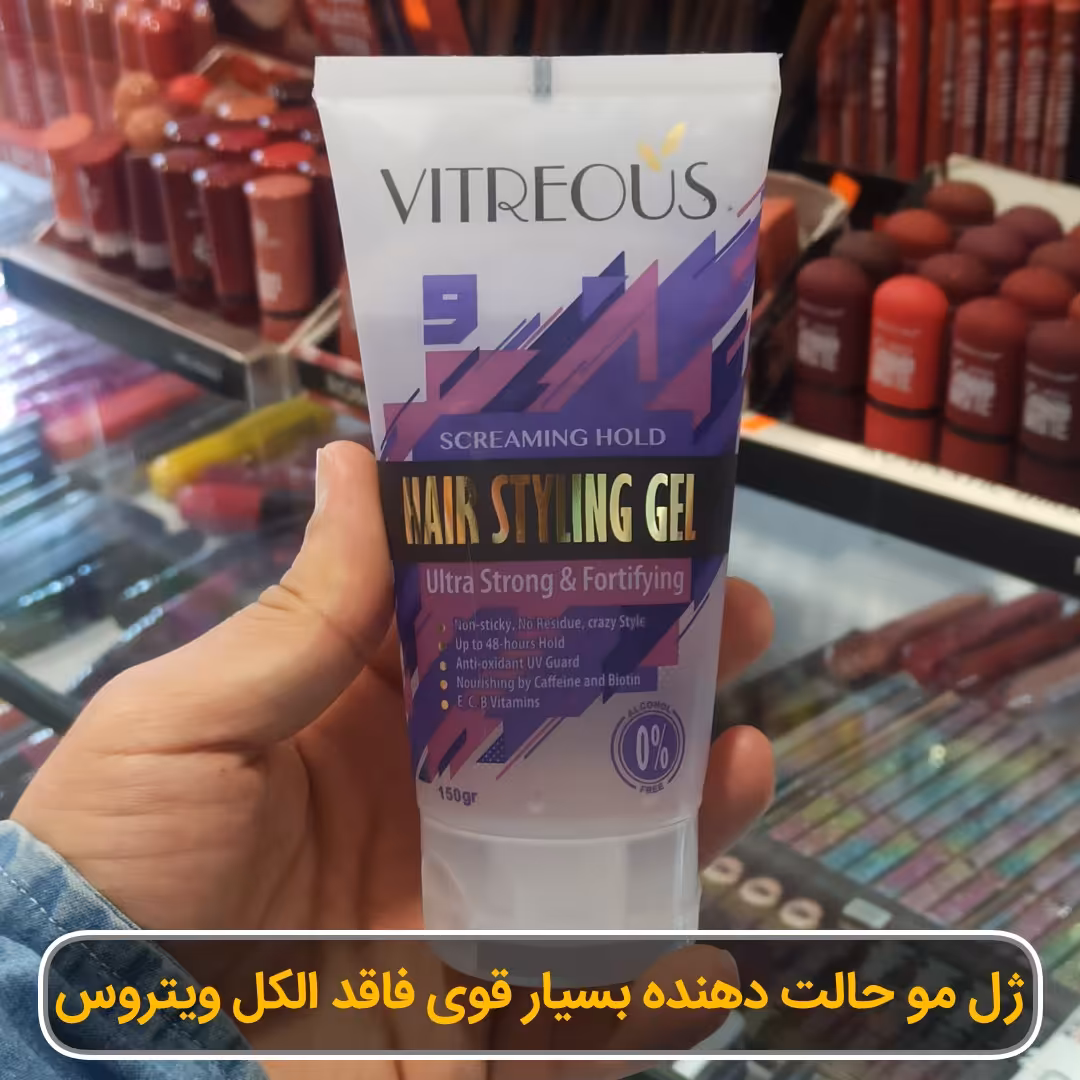 VITREOUS
SCREAMING HOLD
HAIR STYLING GEL
Ultra Strong & Fortifying
Non-sticky, No Residue, crazy Style
Up to 48-hours Hold
Anti-oxidant UV Guard
Nourishing by Caffeine and Biotin
E, C, B Vitamins
ALCOHOL
0%
FREE
150gr
ژل مو حالت دهنده بسیار قوی فاقد الکل ویتروس